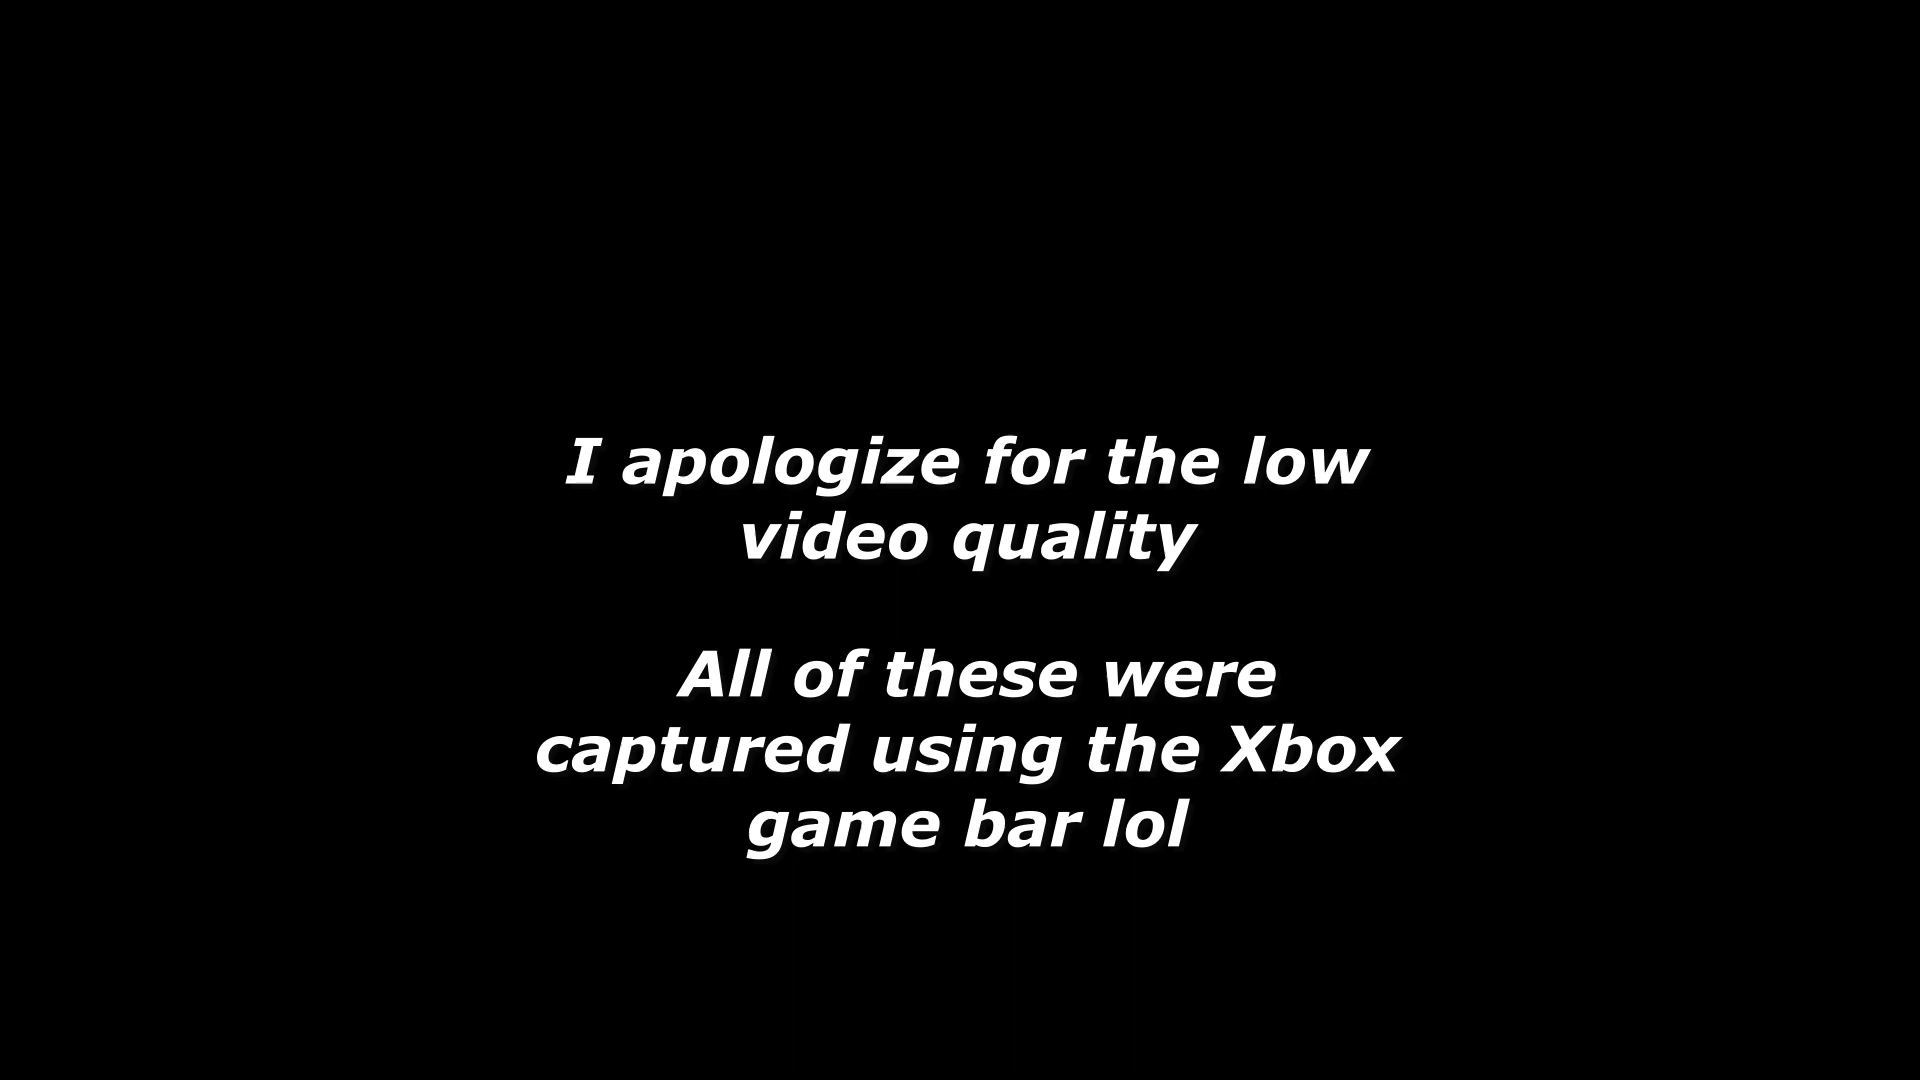 I apologize for the low
video quality
All of these were
captured using the Xbox
game bar lol